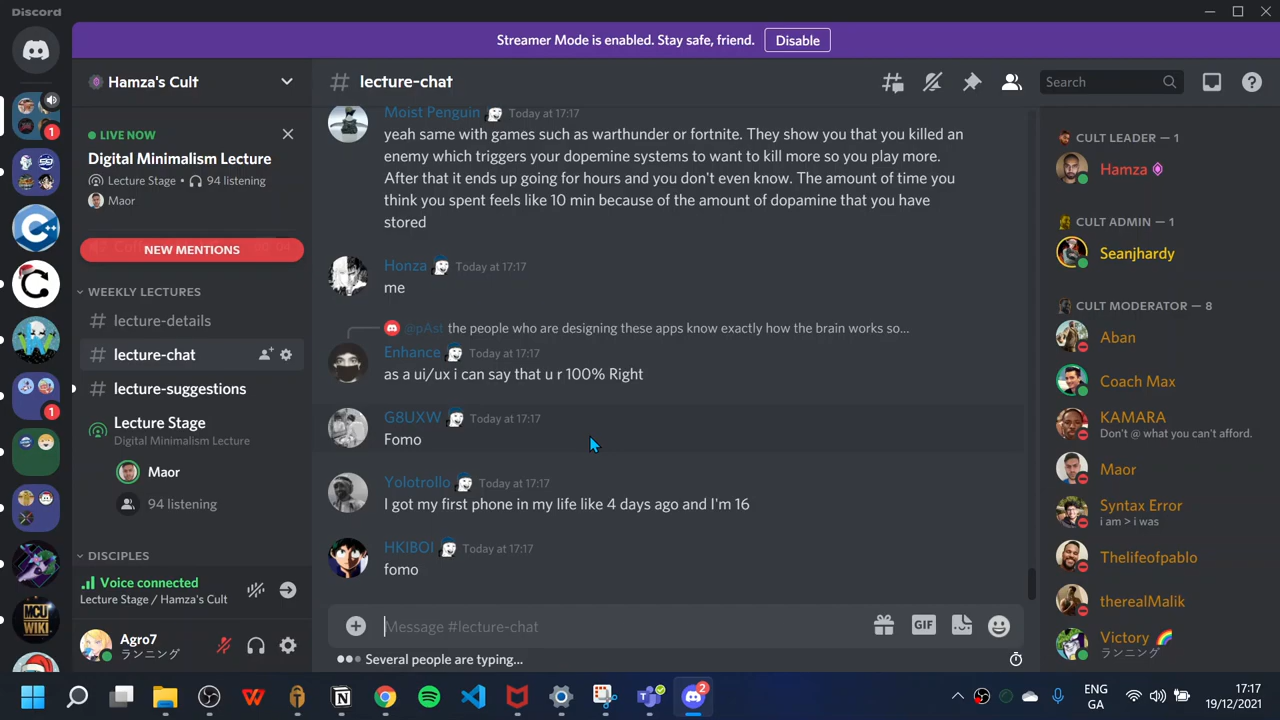 Discord
Streamer Mode is enabled. Stay safe, friend.
Disable
Hamza's Cult
lecture-chat
Search
LIVE NOW
Digital Minimalism Lecture
Lecture Stage • 94 listening
Maor
NEW MENTIONS
WEEKLY LECTURES
lecture-details
lecture-chat
lecture-suggestions
Lecture Stage
Digital Minimalism Lecture
Maor
94 listening
DISCIPLES
Voice connected
Lecture Stage / Hamza's Cult
Agro7
ランニング
Moist Penguin Today at 17:17
yeah same with games such as warthunder or fortnite. They show you that you killed an
enemy which triggers your dopemine systems to want to kill more so you play more.
After that it ends up going for hours and you don't even know. The amount of time you
think you spent feels like 10 min because of the amount of dopamine that you have
stored
Honza Today at 17:17
me
@pAst the people who are designing these apps know exactly how the brain works so...
Enhance Today at 17:17
as a ui/ux i can say that u r 100% Right
G8UXW Today at 17:17
Fomo
Yolotrollo Today at 17:17
I got my first phone in my life like 4 days ago and I'm 16
HKIBOI Today at 17:17
fomo
Message #lecture-chat
GIF
Several people are typing...
CULT LEADER — 1
Hamza
CULT ADMIN — 1
Seanjhardy
CULT MODERATOR — 8
Aban
Coach Max
KAMARA
Don't @ what you can't afford.
Maor
Syntax Error
i am > i was
Thelifeofpablo
therealMalik
Victory
ランニング
1
1
MCU
WIKI
2
ENG
GA
17:17
19/12/2021